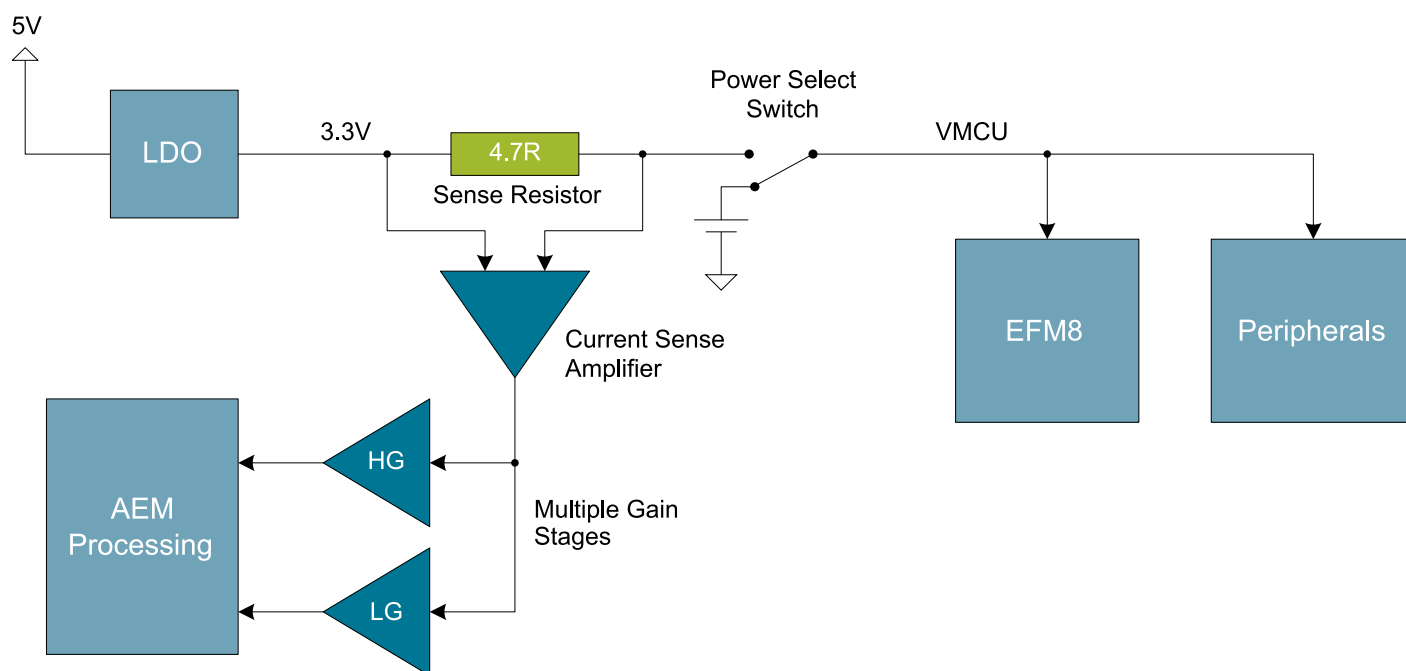 5V
LDO
3.3V
4.7R
Sense Resistor
Power Select
Switch
VMCU
EFM8
Peripherals
Current Sense
Amplifier
HG
Multiple Gain
Stages
AEM
Processing
LG